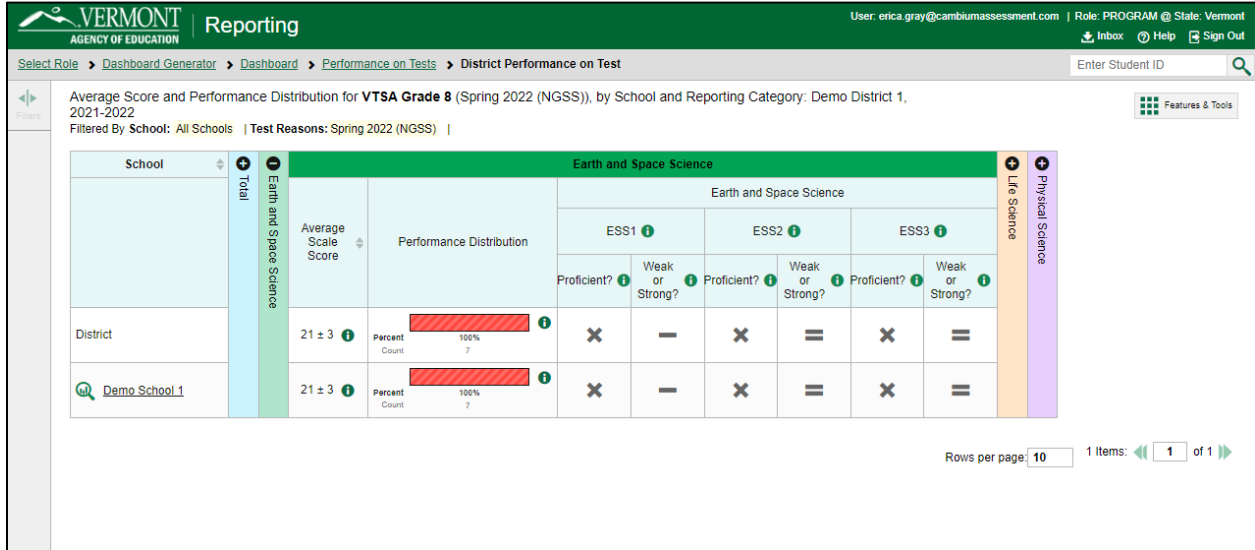 VERMONT
AGENCY OF EDUCATION
Reporting
User: erica.gray@cambiumassessment.com | Role: PROGRAM @ State: Vermont
Inbox Help Sign Out
Select Role > Dashboard Generator > Dashboard > Performance on Tests > District Performance on Test
Enter Student ID
Filters
Average Score and Performance Distribution for VTSA Grade 8 (Spring 2022 (NGSS)), by School and Reporting Category: Demo District 1,
2021-2022
Filtered By School: All Schools | Test Reasons: Spring 2022 (NGSS) |
Features & Tools
School
Total
Earth and Space Science
Earth and Space Science
Life Science
Physical Science
Average
Scale
Score
Performance Distribution
Earth and Space Science
ESS1
ESS2
ESS3
Proficient?
Weak
or
Strong?
Proficient?
Weak
or
Strong?
Proficient?
Weak
or
Strong?
District
21 ± 3
Percent 100%
Count 7
Demo School 1
21 ± 3
Percent 100%
Count 7
Rows per page: 10
1 Items: 1 of 1